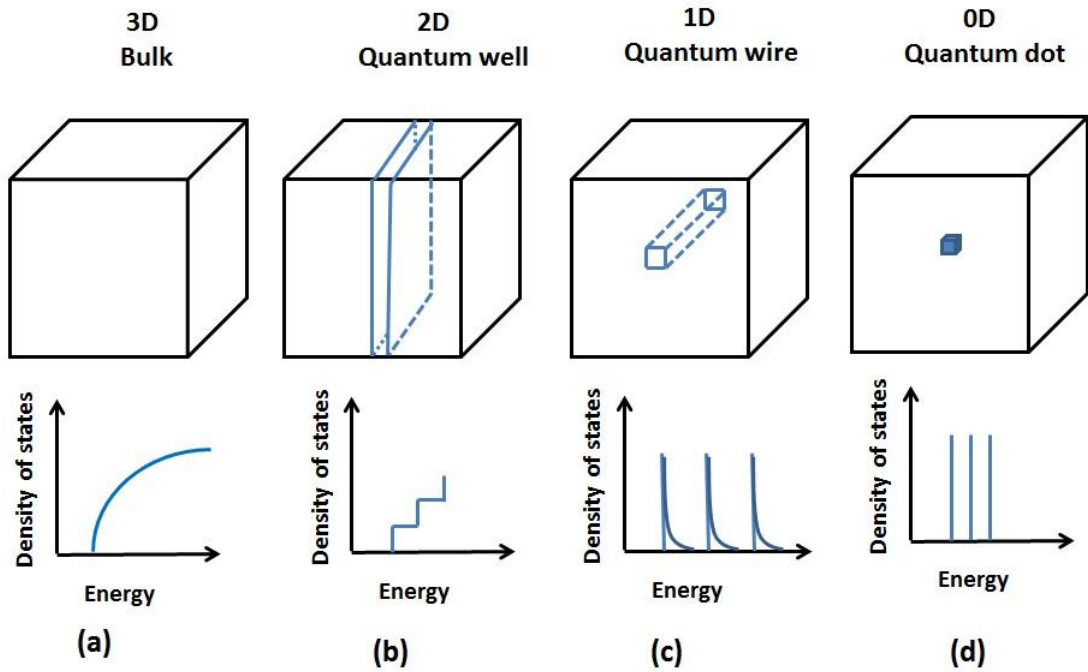 3D
Bulk
2D
Quantum well
1D
Quantum wire
0D
Quantum dot
Density of states
Energy
(a)
Density of states
Energy
(b)
Density of states
Energy
(c)
Density of states
Energy
(d)